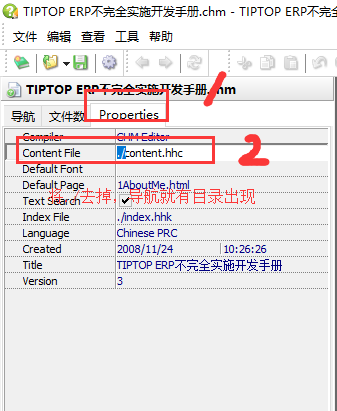 TIPTOP ERP不完全实施开发手册.chm - TIPTOP ERP不完
文件 编辑 查看 工具 帮助
TIPTOP ERP不完全实施开发手册.chm
1
导航 文件数 Properties
Compiler CHM Editor
Content File ./content.hhc
2
Default Font
Default Page 1AboutMe.html
将./去掉，导航就有目录出现
Text Search
Index File ./index.hhk
Language Chinese PRC
Created 2008/11/24 10:26:26
Title TIPTOP ERP不完全实施开发手册
Version 3